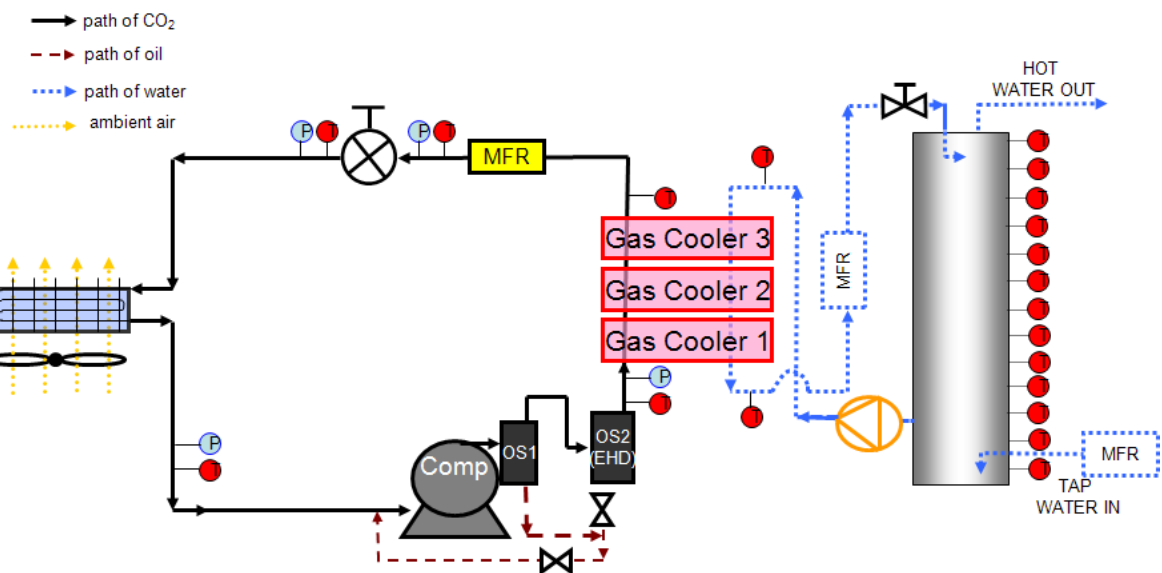 path of CO₂
path of oil
path of water
ambient air
HOT
WATER OUT
P
T
P
T
MFR
T
T
Gas Cooler 3
Gas Cooler 2
Gas Cooler 1
MFR
T
T
T
T
T
T
T
T
T
T
T
T
T
P
T
T
P
T
Comp
OS1
OS2
(EHD)
MFR
TAP
WATER IN